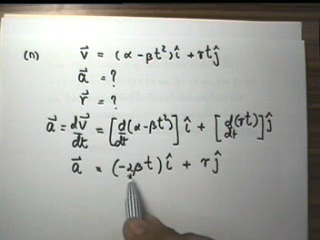 (n) v⃗ = (α - βt²) î + γt ĵ
a⃗ = ?
r⃗ = ?
a⃗ = dv⃗/dt = [d/dt (α - βt²)] î + [d/dt (γt)] ĵ
a⃗ = (-2βt) î + γ ĵ